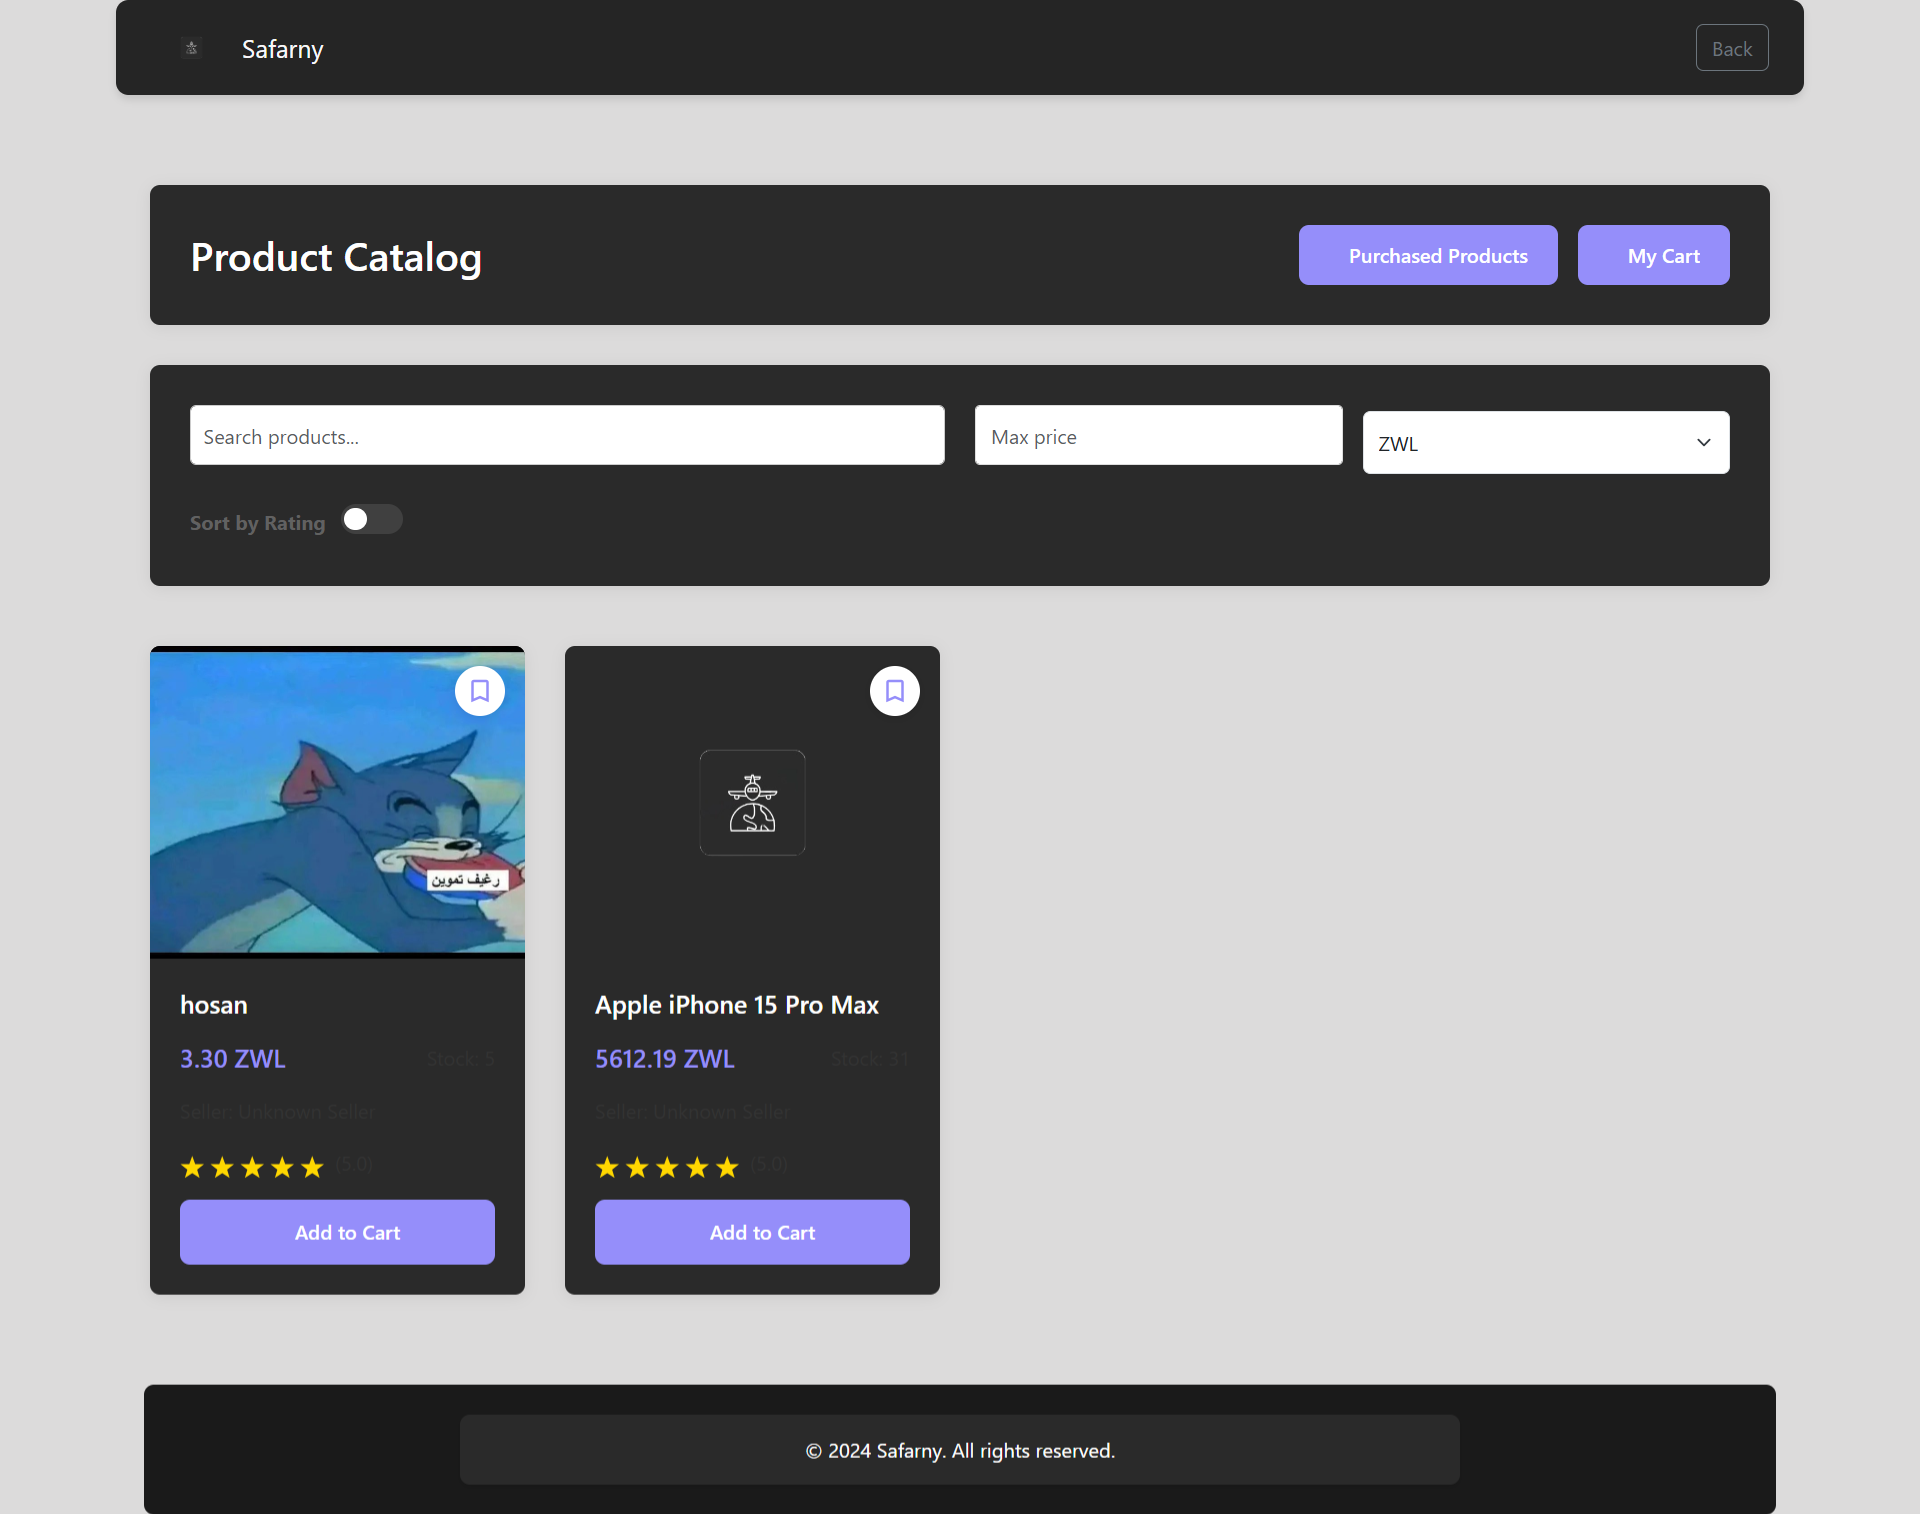 Safarny
Back
Product Catalog
Purchased Products
My Cart
Search products...
Max price
ZWL
Sort by Rating
رغيف تموين
hosan
3.30 ZWL
Stock: 5
Seller: Unknown Seller
(5.0)
Add to Cart
Apple iPhone 15 Pro Max
5612.19 ZWL
Stock: 31
Seller: Unknown Seller
(5.0)
Add to Cart
© 2024 Safarny. All rights reserved.